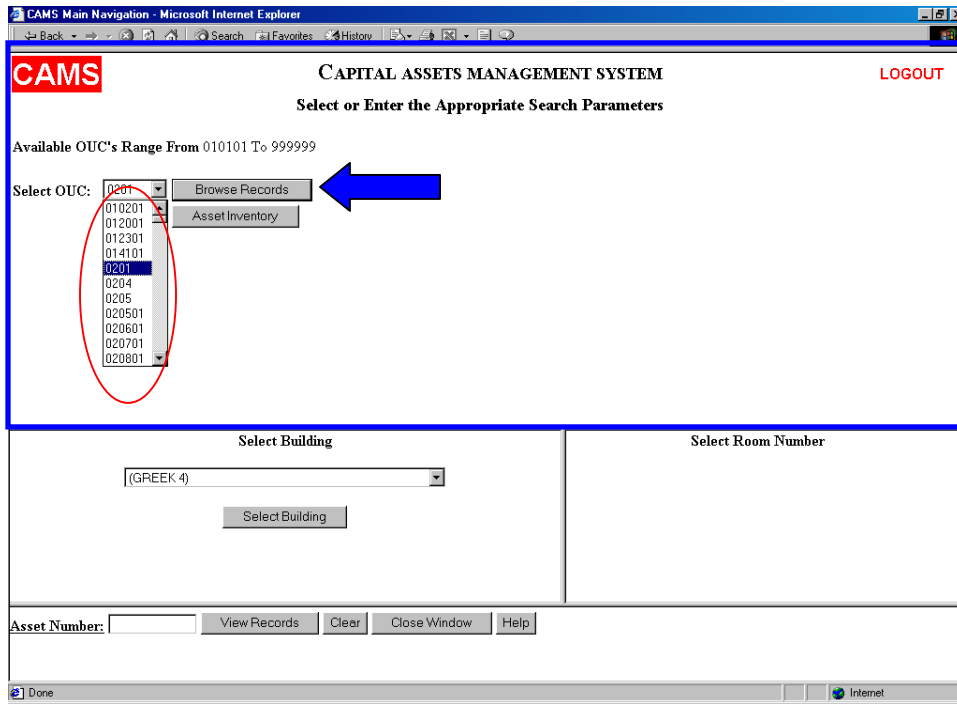 CAMS Main Navigation - Microsoft Internet Explorer
Back Search Favorites History
CAMS
CAPITAL ASSETS MANAGEMENT SYSTEM
LOGOUT
Select or Enter the Appropriate Search Parameters
Available OUC's Range From 010101 To 999999
Select OUC: 0201 Browse Records
Asset Inventory
010201
012001
012301
014101
0201
0204
0205
020501
020601
020701
020801
Select Building
(GREEK 4)
Select Building
Select Room Number
Asset Number: View Records Clear Close Window Help
Done Internet